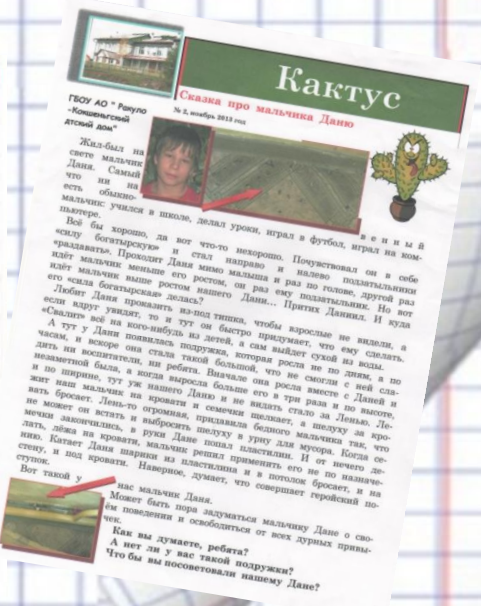 Кактус
Сказка про мальчика Даню
ГБОУ АО " Ракуло
-Кокшеньгский
дтский дом"
№ 2, ноябрь 2013 год
Жил-был на
свете мальчик
Даня. Самый
что ни на
есть обыкно-
венный
мальчик: учился в школе, делал уроки, играл в футбол, играл на ком-
пьютере.
Всё бы хорошо, да вот что-то нехорошо. Почувствовал он в себе
«силу богатырскую» и стал направо и налево подзатыльники
«раздавать». Проходит Даня мимо малыша и раз по голове, другой раз
идёт мальчик меньше его ростом, он раз ему подзатыльник. Но вот
идёт мальчик выше ростом нашего Дани... Притих Даниил. И куда
его «сила богатырская» делась?
Любит Даня проказить из-под тишка, чтобы взрослые не видели, а
если вдруг увидят, то и тут он быстро придумает, что ему сделать.
«Свалит» всё на кого-нибудь из детей, а сам выйдет сухой из воды.
А тут у Дани появилась подружка, которая росла не по дням, а по
часам, и вскоре она стала такой большой, что не смогли с ней сла-
дить ни воспитатели, ни ребята. Вначале она росла вместе с Даней и
незаметной была, а когда выросла больше его в три раза и по высоте,
и по ширине, тут уж нашего Даню и не видать стало за Ленью. Ле-
жит наш мальчик на кровати и семечки щелкает, а шелуху за кро-
вать бросает. Лень-то огромная, придавила бедного мальчика так, что
не может он встать и выбросить шелуху в урну для мусора. Когда се-
мечки закончились, в руки Дане попал пластилин. И от нечего де-
лать, лёжа на кровати, мальчик решил применить его не по назначе-
нию. Катает Даня шарики из пластилина и в потолок бросает, и на
стену, и под кровати. Наверное, думает, что совершает геройский по-
ступок.
Вот такой у нас мальчик Даня.
Может быть пора задуматься мальчику Дане о сво-
ём поведении и освободиться от всех дурных привы-
чек.
Как вы думаете, ребята?
А нет ли у вас такой подружки?
Что бы вы посоветовали нашему Дане?